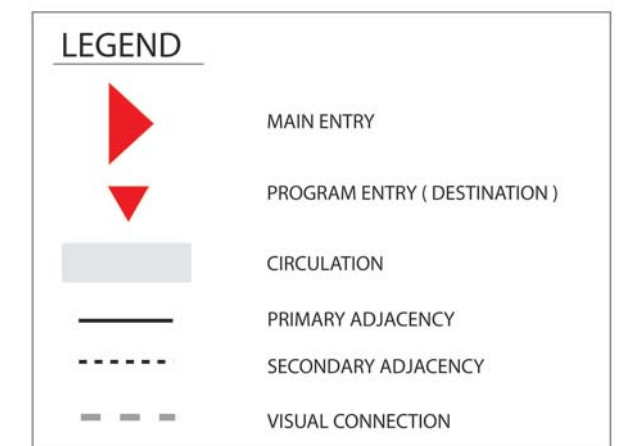 LEGEND
MAIN ENTRY
PROGRAM ENTRY ( DESTINATION )
CIRCULATION
PRIMARY ADJACENCY
SECONDARY ADJACENCY
VISUAL CONNECTION